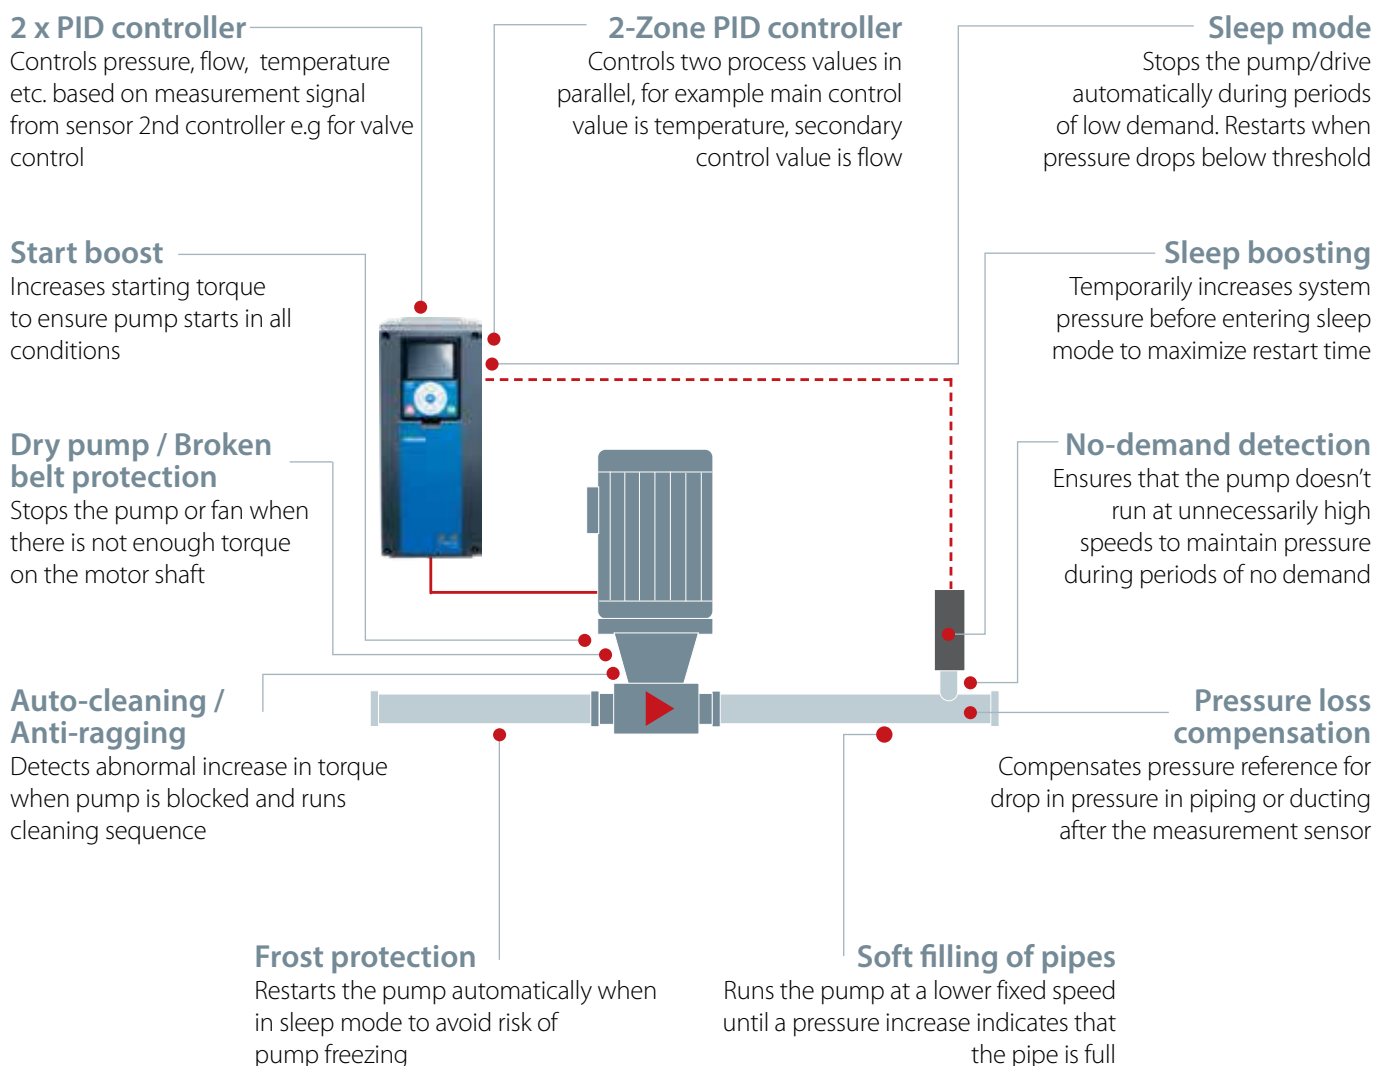 2 x PID controller
Controls pressure, flow, temperature
etc. based on measurement signal
from sensor 2nd controller e.g for valve
control
2-Zone PID controller
Controls two process values in
parallel, for example main control
value is temperature, secondary
control value is flow
Sleep mode
Stops the pump/drive
automatically during periods
of low demand. Restarts when
pressure drops below threshold
Start boost
Increases starting torque
to ensure pump starts in all
conditions
Sleep boosting
Temporarily increases system
pressure before entering sleep
mode to maximize restart time
Dry pump / Broken
belt protection
Stops the pump or fan when
there is not enough torque
on the motor shaft
No-demand detection
Ensures that the pump doesn’t
run at unnecessarily high
speeds to maintain pressure
during periods of no demand
Auto-cleaning /
Anti-ragging
Detects abnormal increase in torque
when pump is blocked and runs
cleaning sequence
Pressure loss
compensation
Compensates pressure reference for
drop in pressure in piping or ducting
after the measurement sensor
Frost protection
Restarts the pump automatically when
in sleep mode to avoid risk of
pump freezing
Soft filling of pipes
Runs the pump at a lower fixed speed
until a pressure increase indicates that
the pipe is full